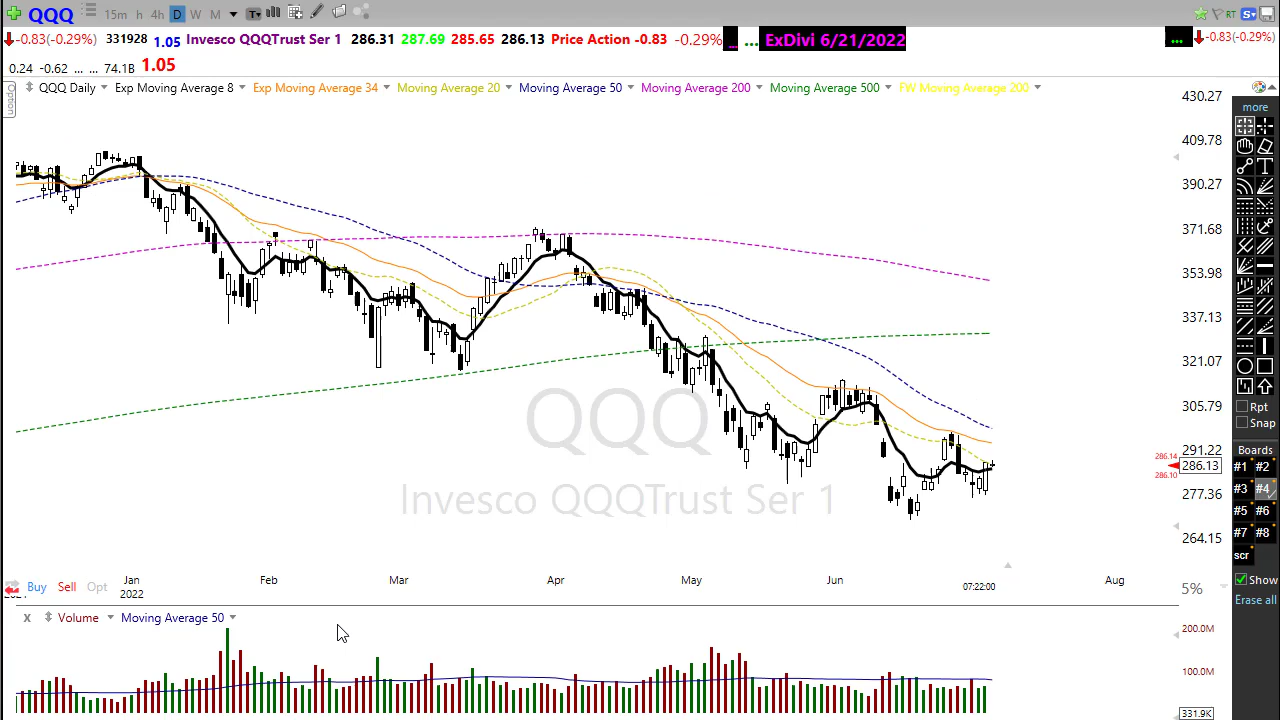 QQQ 15m h 4h D W M T RT S
-0.83(-0.29%) 331928 1.05 Invesco QQQTrust Ser 1 286.31 287.69 285.65 286.13 Price Action -0.83 -0.29% ... ... ExDivi 6/21/2022 ... -0.83(-0.29%)
0.24 -0.62 ... ... 74.1B 1.05
Option
QQQ Daily Exp Moving Average 8 Exp Moving Average 34 Moving Average 20 Moving Average 50 Moving Average 200 Moving Average 500 FW Moving Average 200
430.27
409.78
390.27
371.68
353.98
337.13
321.07
305.79
291.22
286.14
286.13
286.10
277.36
264.15
QQQ
Invesco QQQTrust Ser 1
Jan Feb Mar Apr May Jun Aug
2022 07:22:00
Buy Sell Opt 5%
X Volume Moving Average 50
200.0M
100.0M
331.9K
more
T
Rpt
Snap
Boards
#1 #2
#3 #4
#5 #6
#7 #8
scr
Show
Erase all